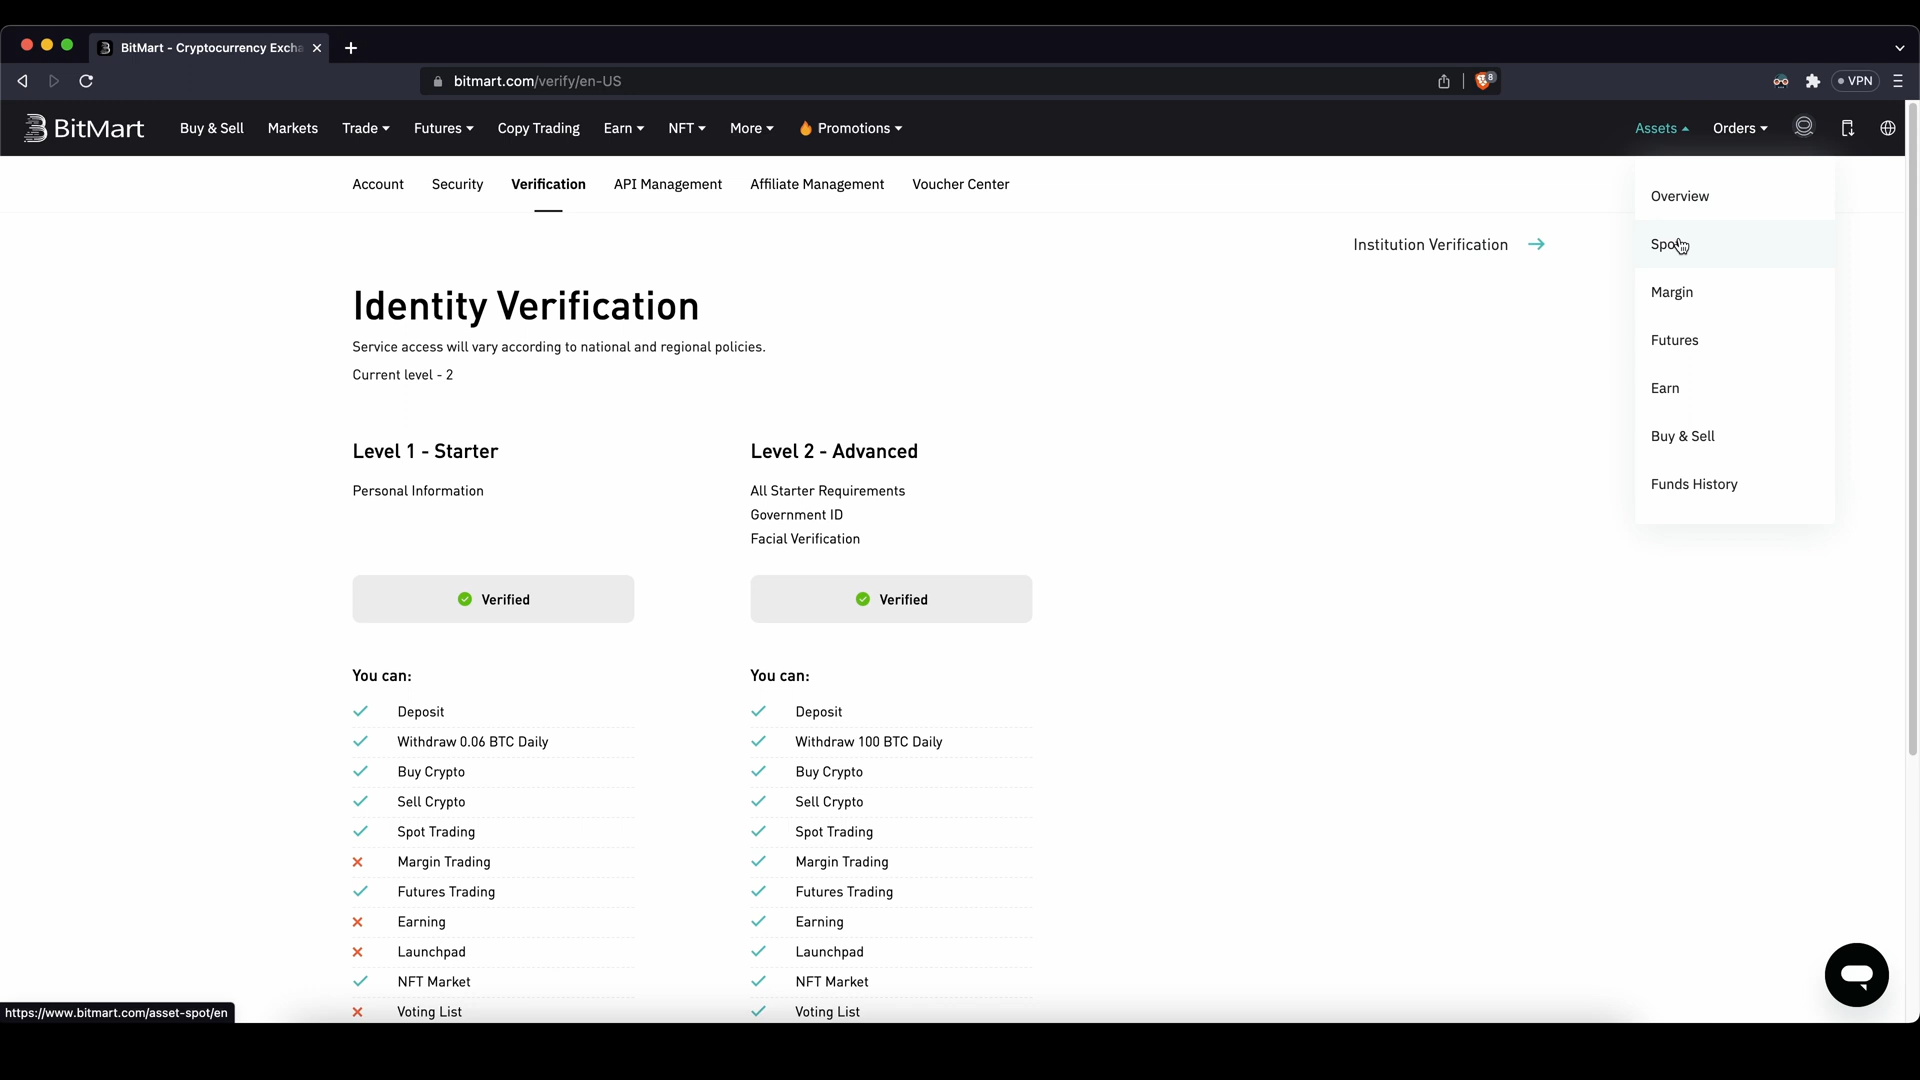 BitMart - Cryptocurrency Excha
bitmart.com/verify/en-US
8
VPN
BitMart
Buy & Sell
Markets
Trade
Futures
Copy Trading
Earn
NFT
More
Promotions
Assets
Orders
Account
Security
Verification
API Management
Affiliate Management
Voucher Center
Overview
Spot
Margin
Futures
Earn
Buy & Sell
Funds History
Institution Verification
Identity Verification
Service access will vary according to national and regional policies.
Current level - 2
Level 1 - Starter
Personal Information
Verified
You can:
Deposit
Withdraw 0.06 BTC Daily
Buy Crypto
Sell Crypto
Spot Trading
Margin Trading
Futures Trading
Earning
Launchpad
NFT Market
Voting List
Level 2 - Advanced
All Starter Requirements
Government ID
Facial Verification
Verified
You can:
Deposit
Withdraw 100 BTC Daily
Buy Crypto
Sell Crypto
Spot Trading
Margin Trading
Futures Trading
Earning
Launchpad
NFT Market
Voting List
https://www.bitmart.com/asset-spot/en